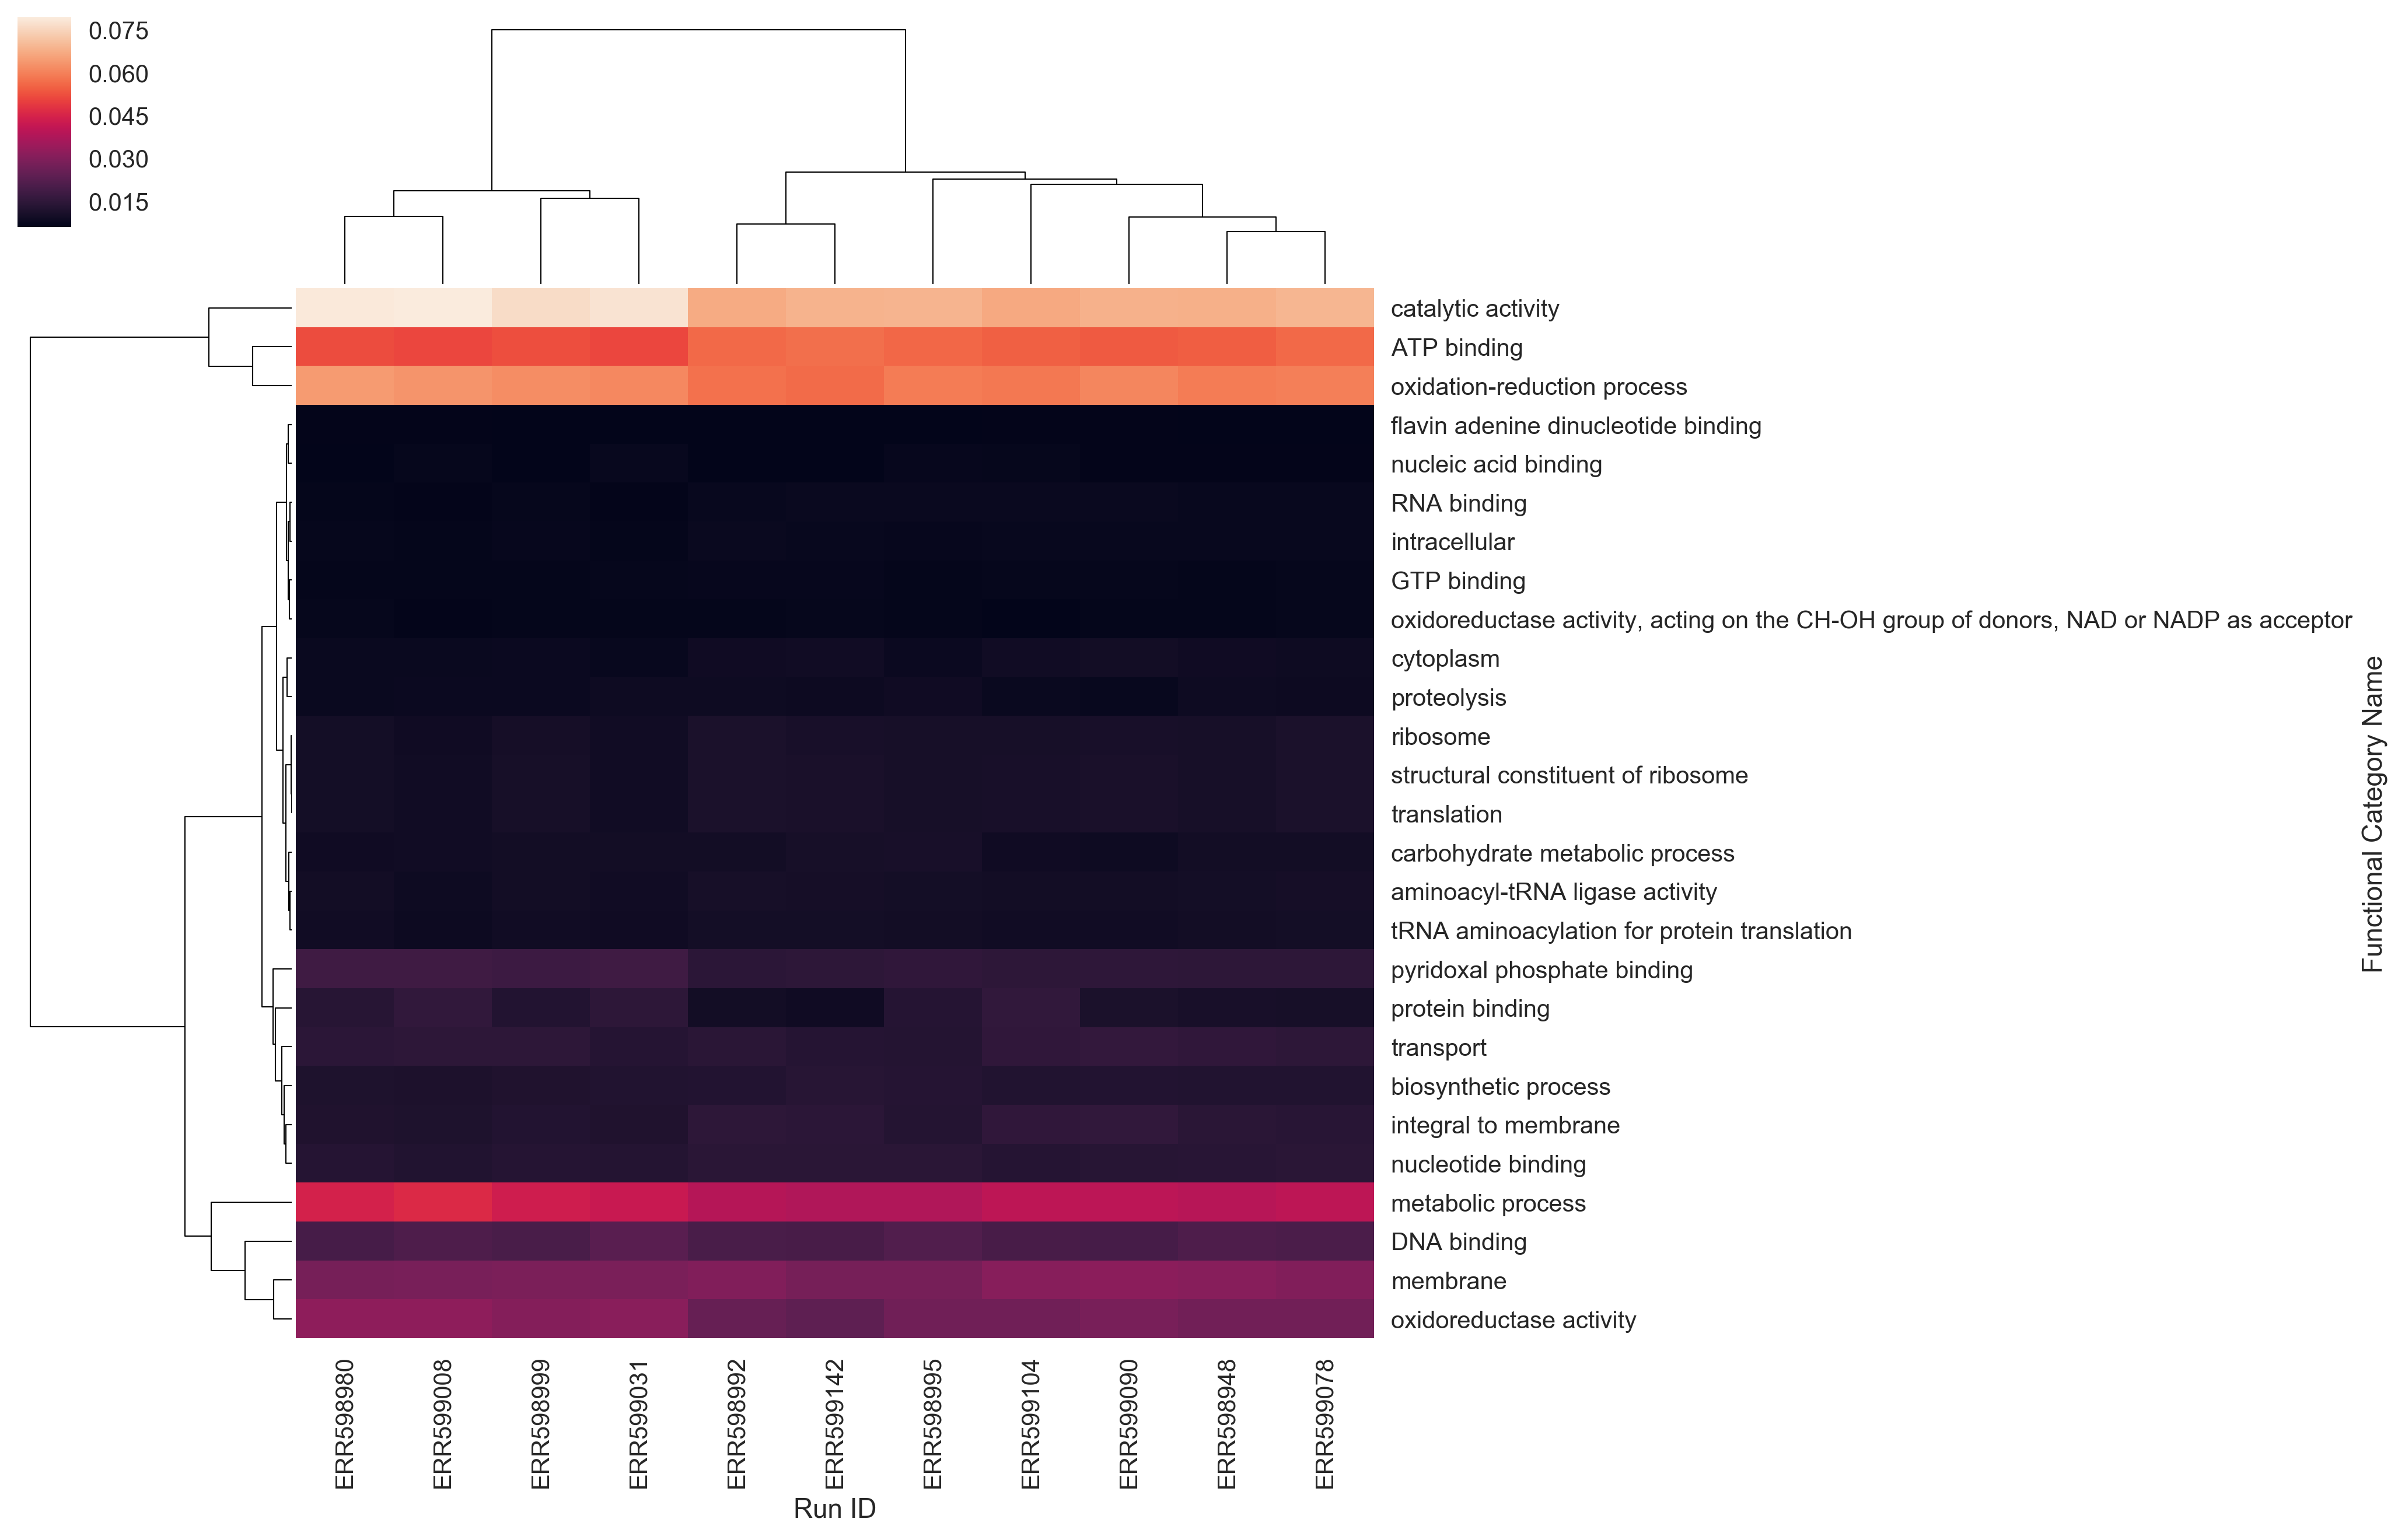 0.075
0.060
0.045
0.030
0.015
catalytic activity
ATP binding
oxidation-reduction process
flavin adenine dinucleotide binding
nucleic acid binding
RNA binding
intracellular
GTP binding
oxidoreductase activity, acting on the CH-OH group of donors, NAD or NADP as acceptor
cytoplasm
proteolysis
ribosome
structural constituent of ribosome
translation
carbohydrate metabolic process
aminoacyl-tRNA ligase activity
tRNA aminoacylation for protein translation
pyridoxal phosphate binding
protein binding
transport
biosynthetic process
integral to membrane
nucleotide binding
metabolic process
DNA binding
membrane
oxidoreductase activity
Functional Category Name
ERR598980
ERR599008
ERR598999
ERR599031
ERR598992
ERR599142
ERR598995
ERR599104
ERR599090
ERR598948
ERR599078
Run ID